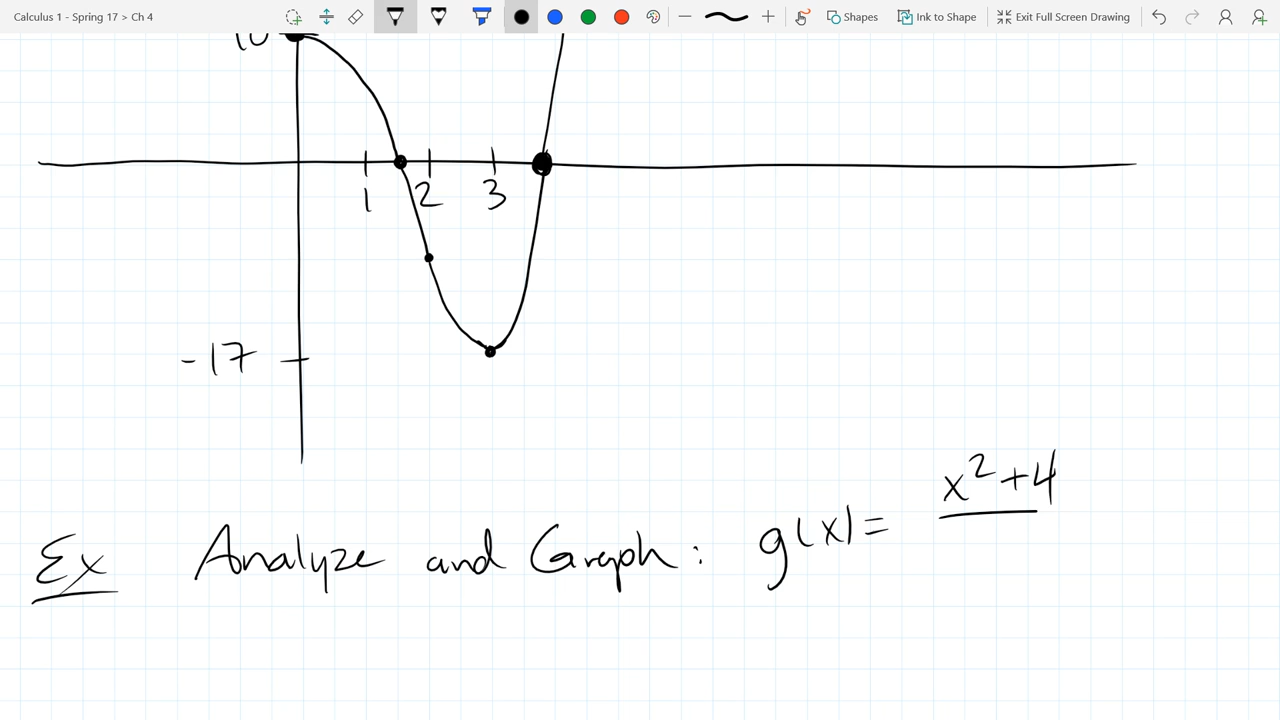 Calculus 1 - Spring 17 > Ch 4
Shapes
Ink to Shape
Exit Full Screen Drawing
10
1 2 3
-17
x²+4
Ex Analyze and Graph: g(x)=